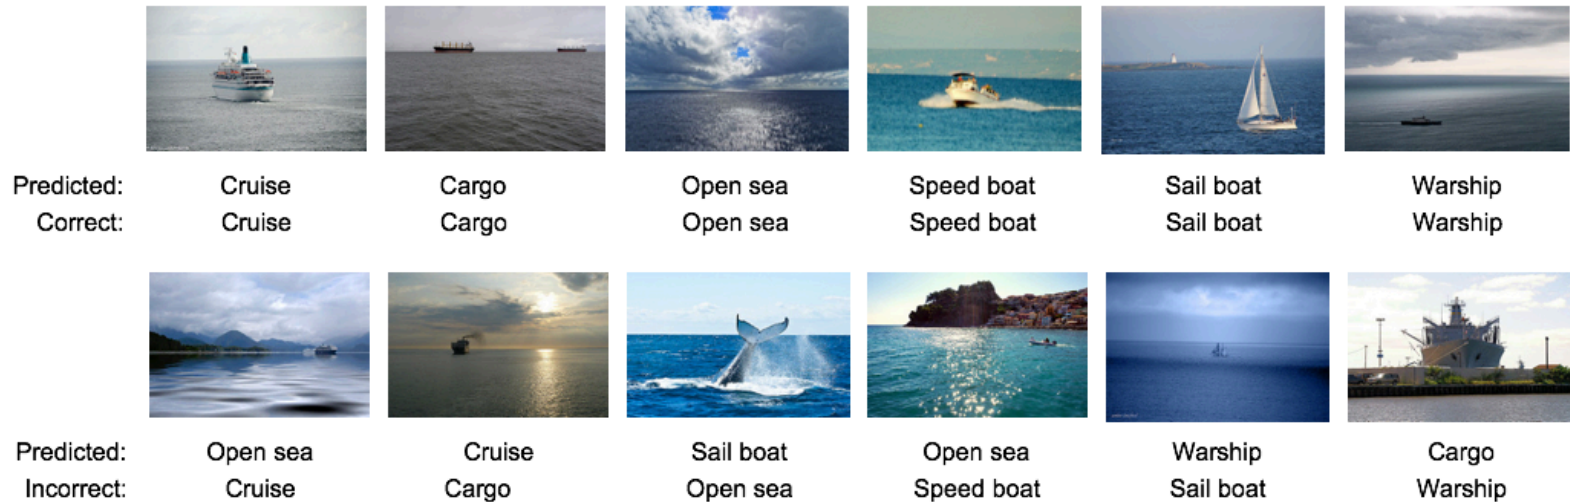 Predicted: Cruise Cargo Open sea Speed boat Sail boat Warship
Correct: Cruise Cargo Open sea Speed boat Sail boat Warship
Predicted: Open sea Cruise Sail boat Open sea Warship Cargo
Incorrect: Cruise Cargo Open sea Speed boat Sail boat Warship